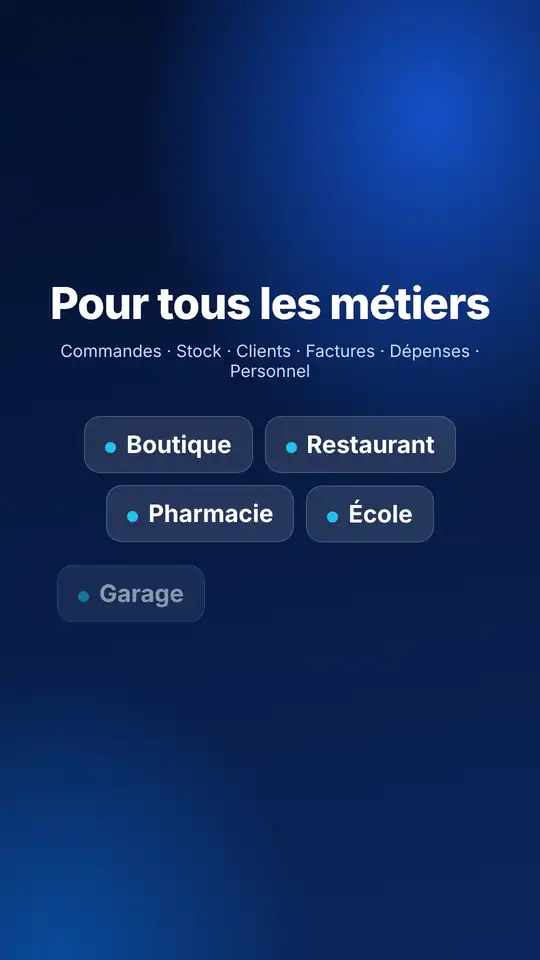 Pour tous les métiers
Commandes · Stock · Clients · Factures · Dépenses ·
Personnel
Boutique
Restaurant
Pharmacie
École
Garage